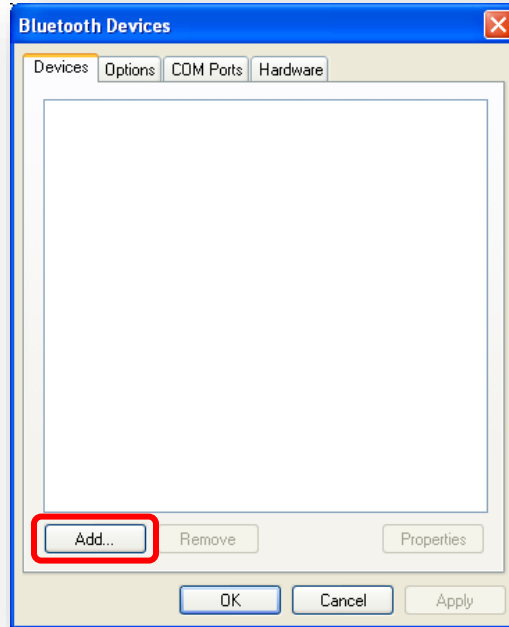 Bluetooth Devices
Devices Options COM Ports Hardware
Add... Remove Properties
OK Cancel Apply